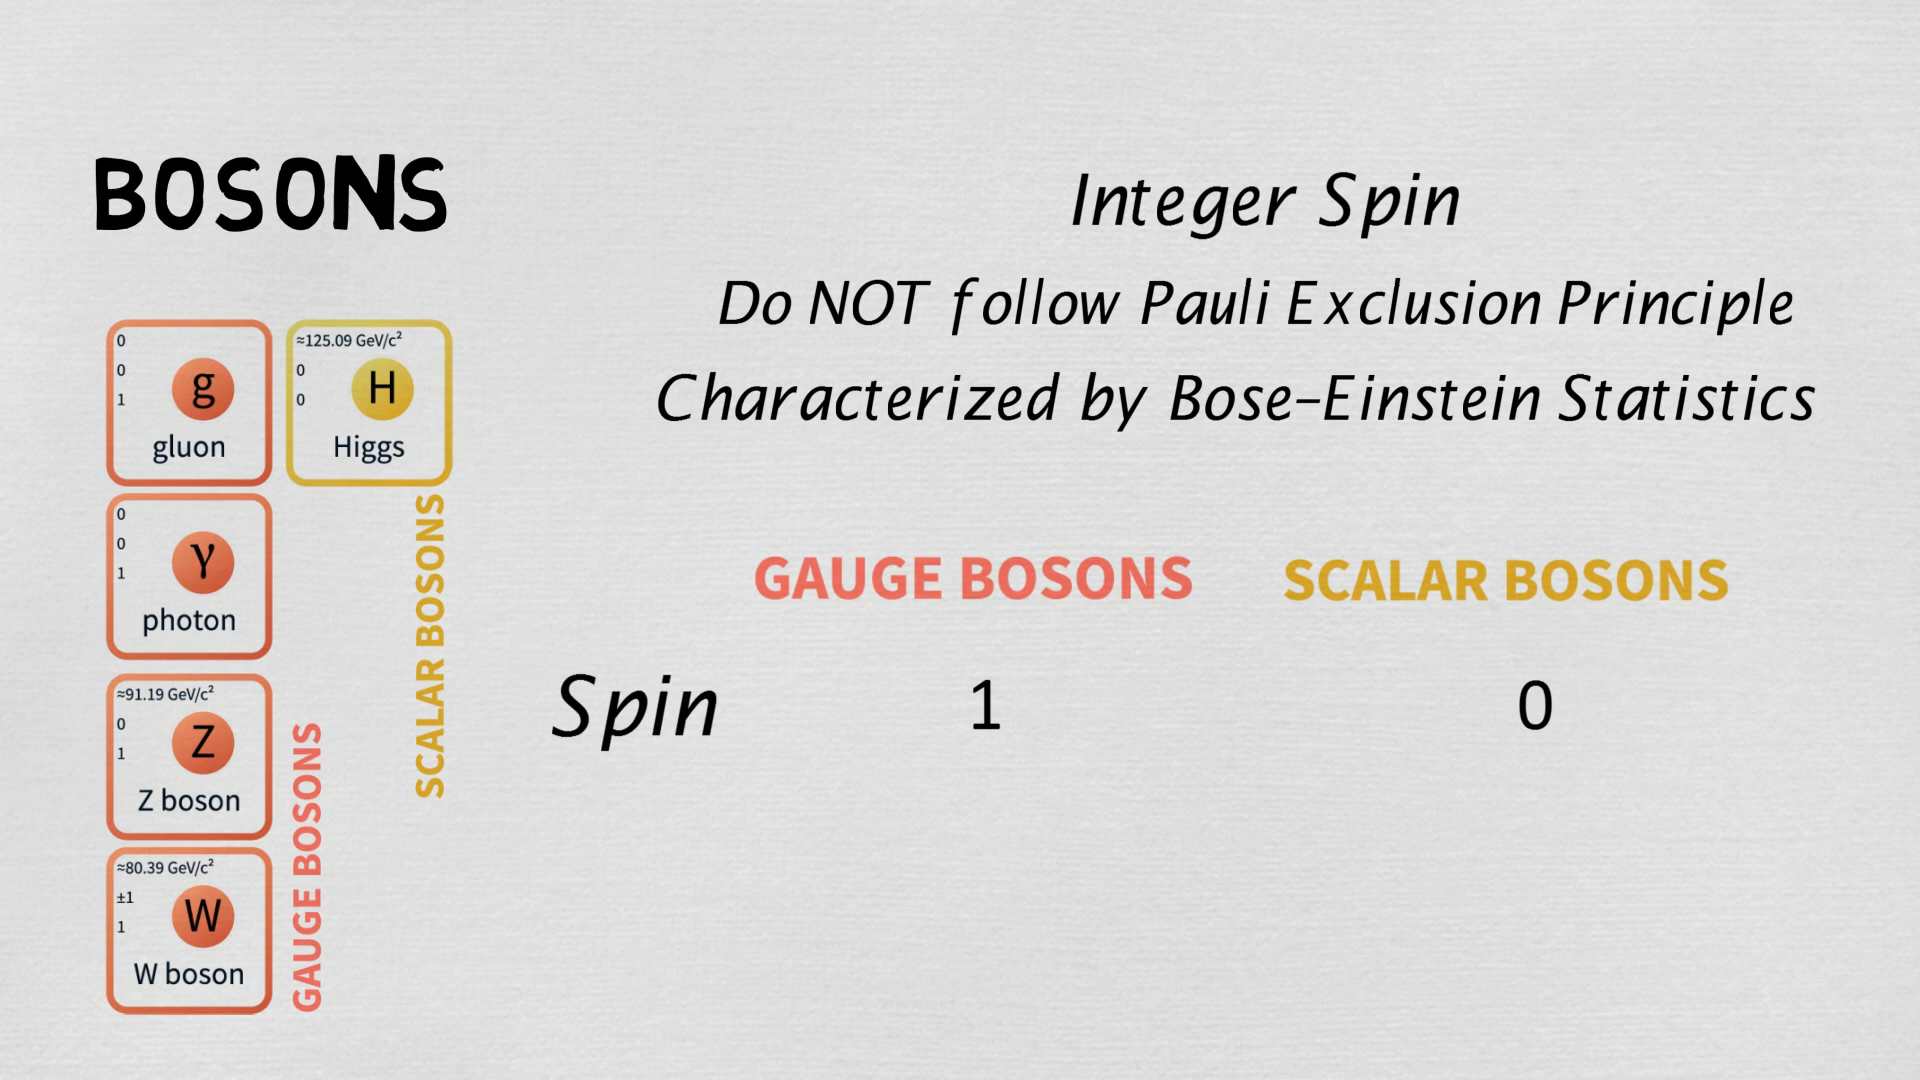 BOSONS
Integer Spin
Do NOT follow Pauli Exclusion Principle
Characterized by Bose-Einstein Statistics
0
0
1
g
gluon
≈125.09 GeV/c²
0
0
H
Higgs
0
0
1
γ
photon
≈91.19 GeV/c²
0
1
Z
Z boson
≈80.39 GeV/c²
±1
1
W
W boson
GAUGE BOSONS
SCALAR BOSONS
GAUGE BOSONS SCALAR BOSONS
Spin 1 0